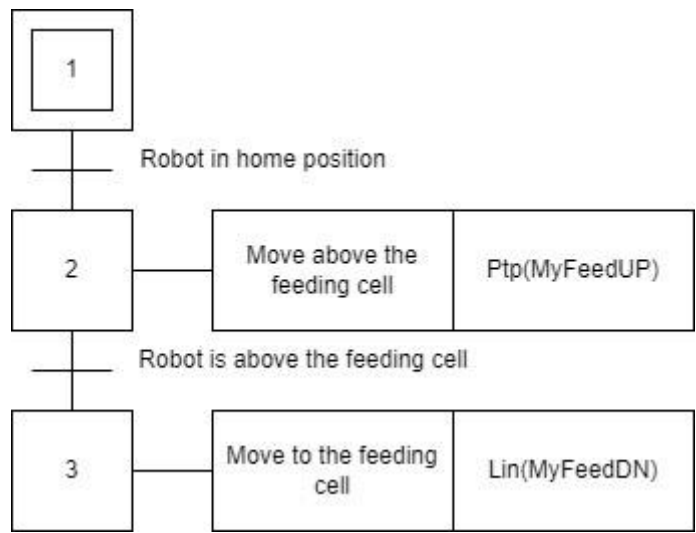 1
Robot in home position
2
Move above the
feeding cell
Ptp(MyFeedUP)
Robot is above the feeding cell
3
Move to the feeding
cell
Lin(MyFeedDN)